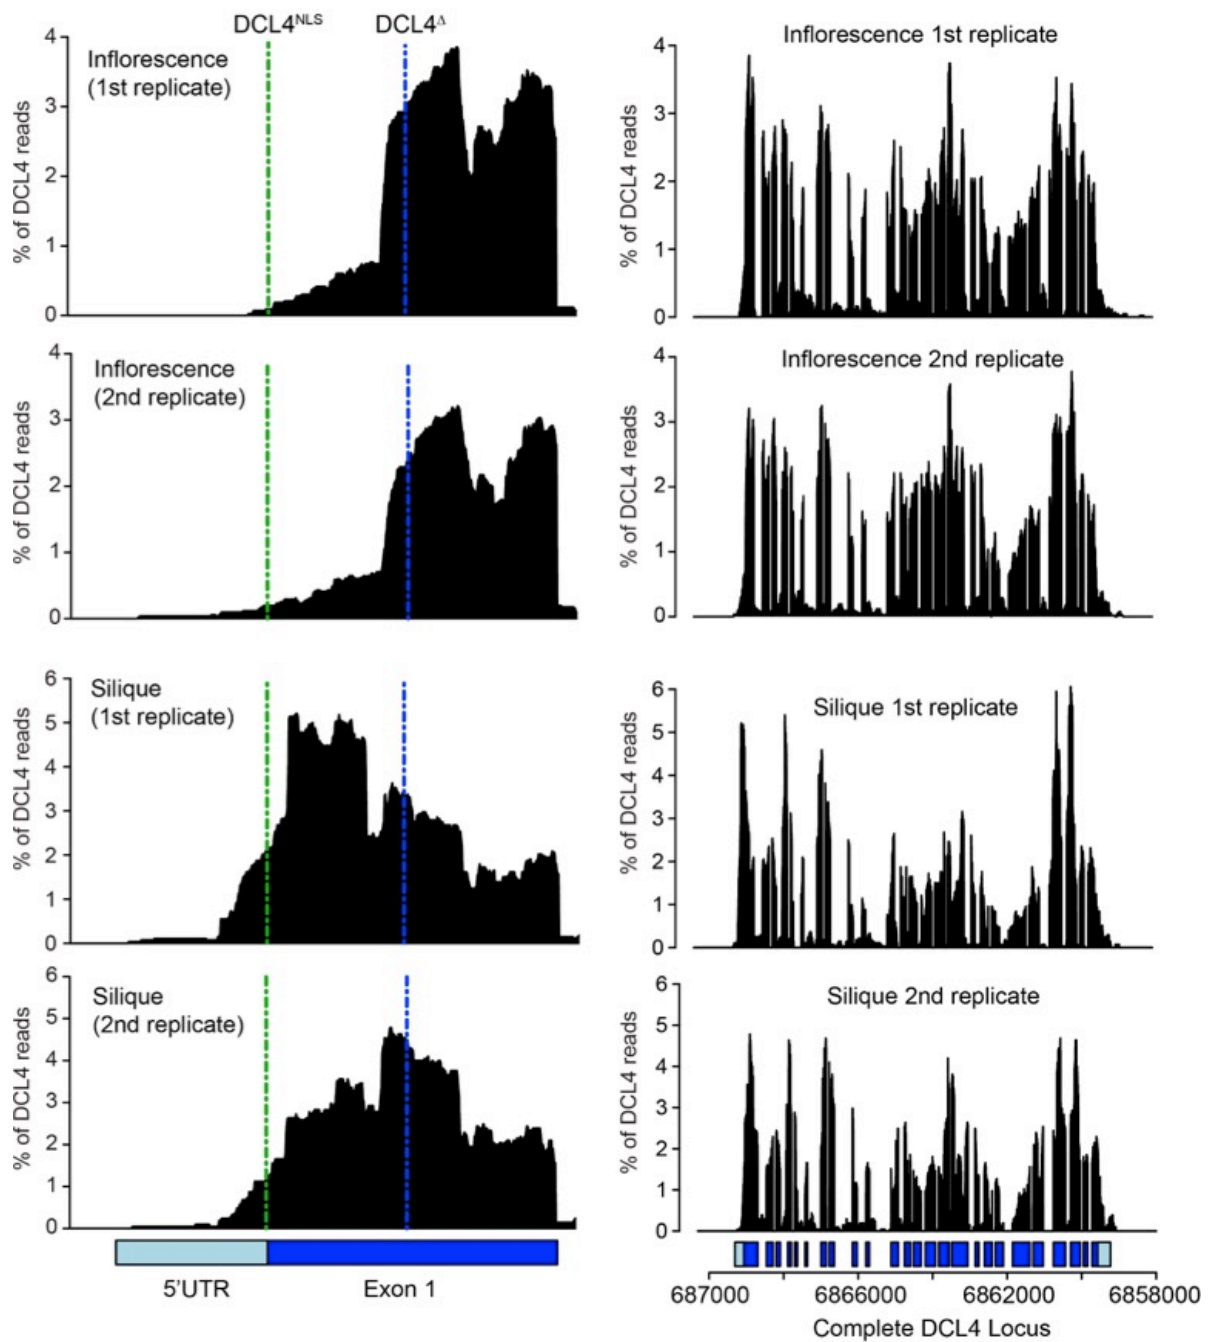 DCL4NLS DCL4Δ
Inflorescence
(1st replicate)
% of DCL4 reads
4
3
2
1
0
Inflorescence 1st replicate
% of DCL4 reads
4
3
2
1
0
Inflorescence
(2nd replicate)
% of DCL4 reads
4
3
2
1
0
Inflorescence 2nd replicate
% of DCL4 reads
4
3
2
1
0
Silique
(1st replicate)
% of DCL4 reads
6
5
4
3
2
1
0
Silique 1st replicate
% of DCL4 reads
6
5
4
3
2
1
0
Silique
(2nd replicate)
% of DCL4 reads
6
5
4
3
2
1
0
Silique 2nd replicate
% of DCL4 reads
6
5
4
3
2
1
0
5'UTR Exon 1
687000 6866000 6862000 6858000
Complete DCL4 Locus